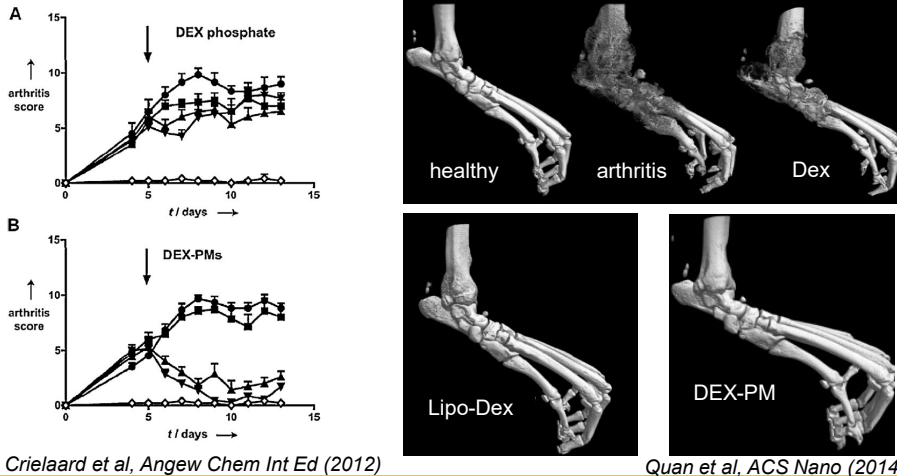 A
15
DEX phosphate
10
arthritis
score
5
0
0
5
10
15
t / days
B
15
DEX-PMs
10
arthritis
score
5
0
0
5
10
15
t / days
Crielaard et al, Angew Chem Int Ed (2012)
healthy
arthritis
Dex
Lipo-Dex
DEX-PM
Quan et al, ACS Nano (2014